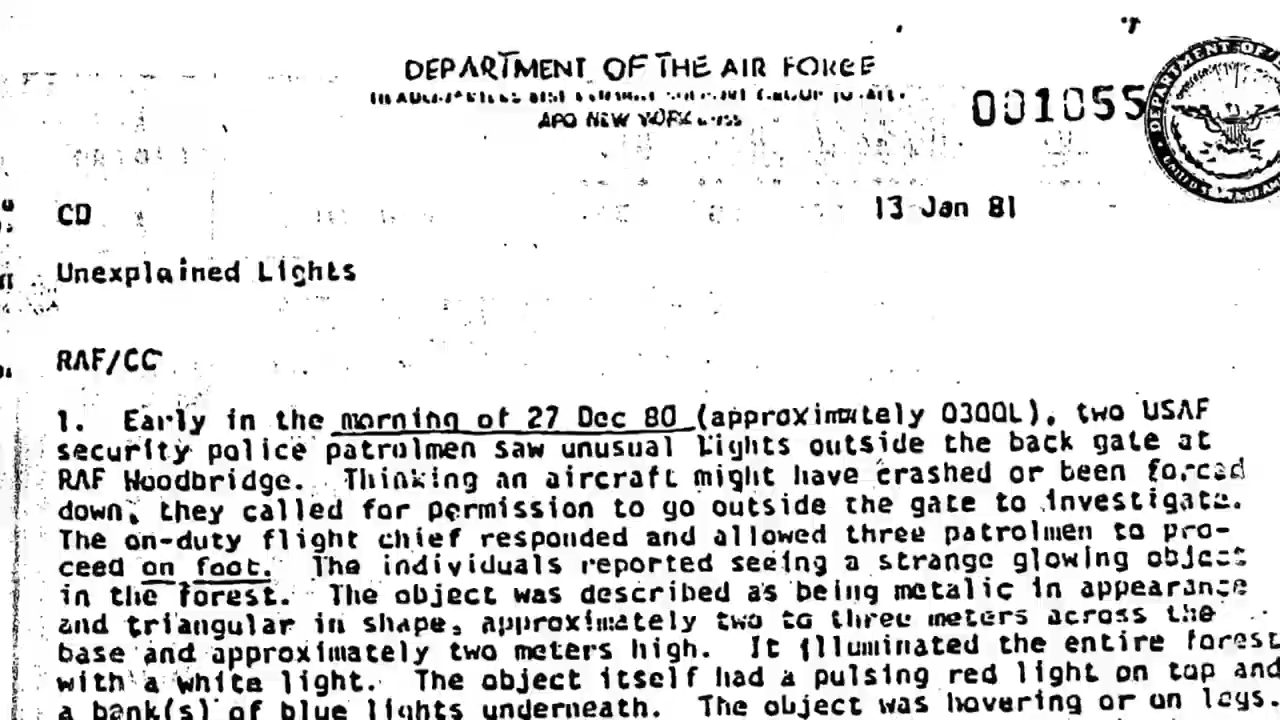 DEPARTMENT OF THE AIR FORCE
APO NEW YORK
001055
DEPARTMENT OF
CD
13 Jan 81
Unexplained Lights
RAF/CC
1. Early in the morning of 27 Dec 80 (approximately 0300L), two USAF
security police patrolmen saw unusual lights outside the back gate at
RAF Woodbridge. Thinking an aircraft might have crashed or been forced
down, they called for permission to go outside the gate to investigate.
The on-duty flight chief responded and allowed three patrolmen to pro-
ceed on foot. The individuals reported seeing a strange glowing object
in the forest. The object was described as being metalic in appearance
and triangular in shape, approximately two to three meters across the
base and approximately two meters high. It illuminated the entire forest
with a white light. The object itself had a pulsing red light on top and
a bank(s) of blue lights underneath. The object was hovering or on legs.